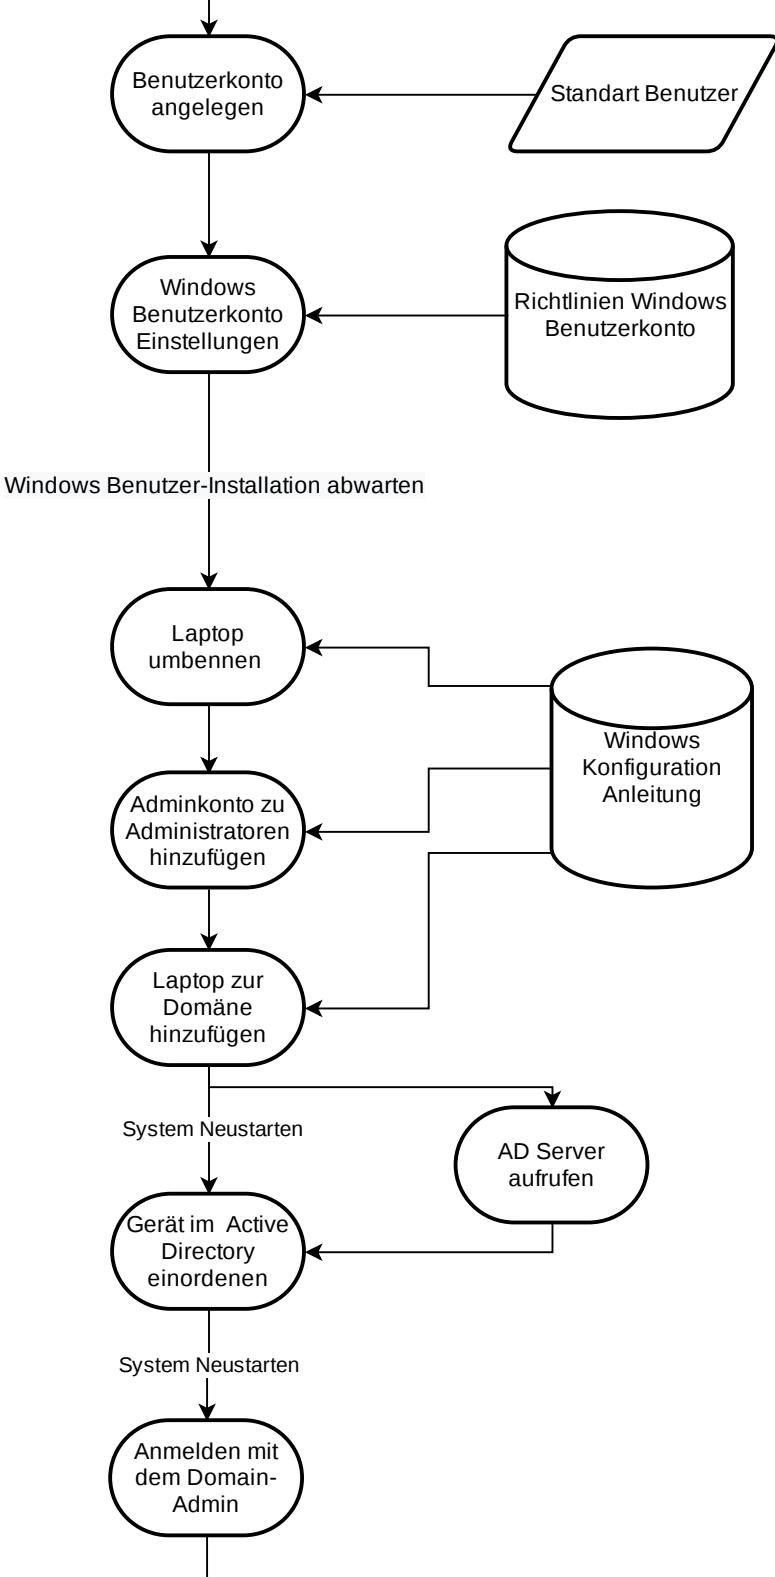 Benutzerkonto
angelegen
Standart Benutzer
Windows
Benutzerkonto
Einstellungen
Richtlinien Windows
Benutzerkonto
Windows Benutzer-Installation abwarten
Laptop
umbennen
Windows
Konfiguration
Anleitung
Adminkonto zu
Administratoren
hinzufügen
Laptop zur
Domäne
hinzufügen
System Neustarten
AD Server
aufrufen
Gerät im  Active
Directory
einordenen
System Neustarten
Anmelden mit
dem Domain-
Admin